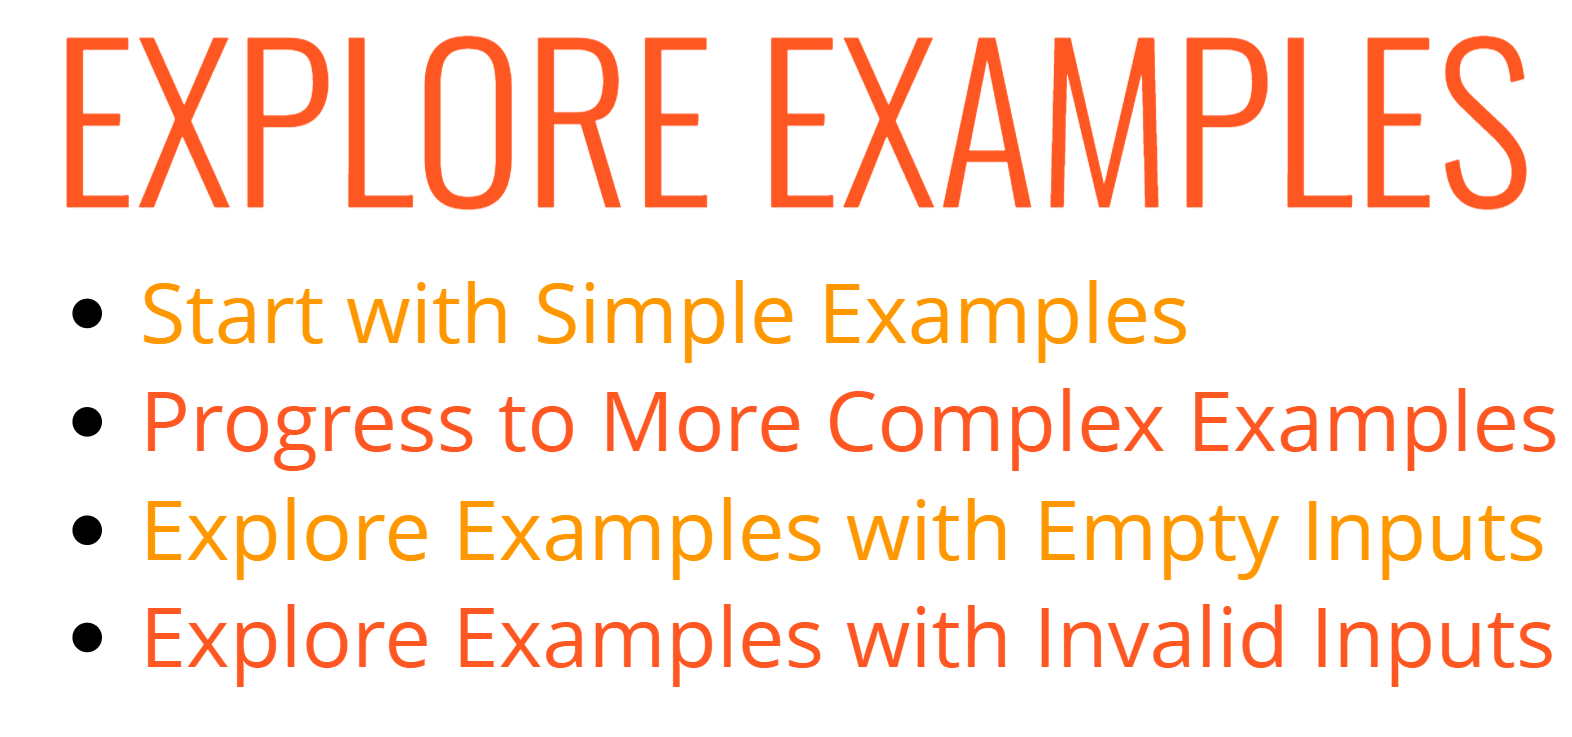 EXPLORE EXAMPLES
• Start with Simple Examples
• Progress to More Complex Examples
• Explore Examples with Empty Inputs
• Explore Examples with Invalid Inputs